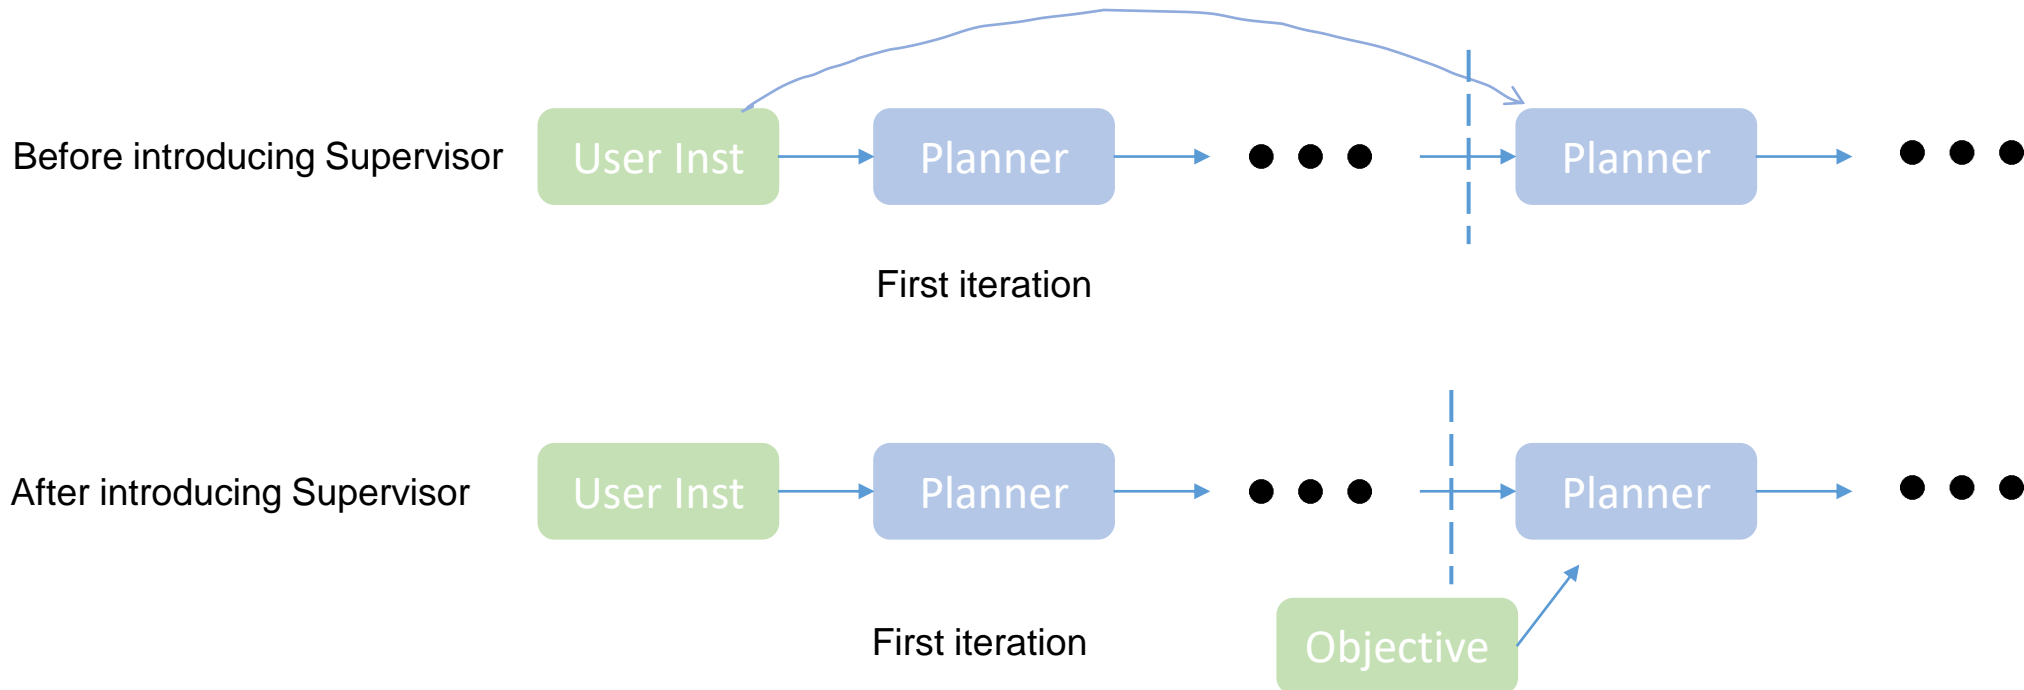 Before introducing Supervisor
User Inst
Planner
Planner
First iteration
After introducing Supervisor
User Inst
Planner
Planner
First iteration
Objective